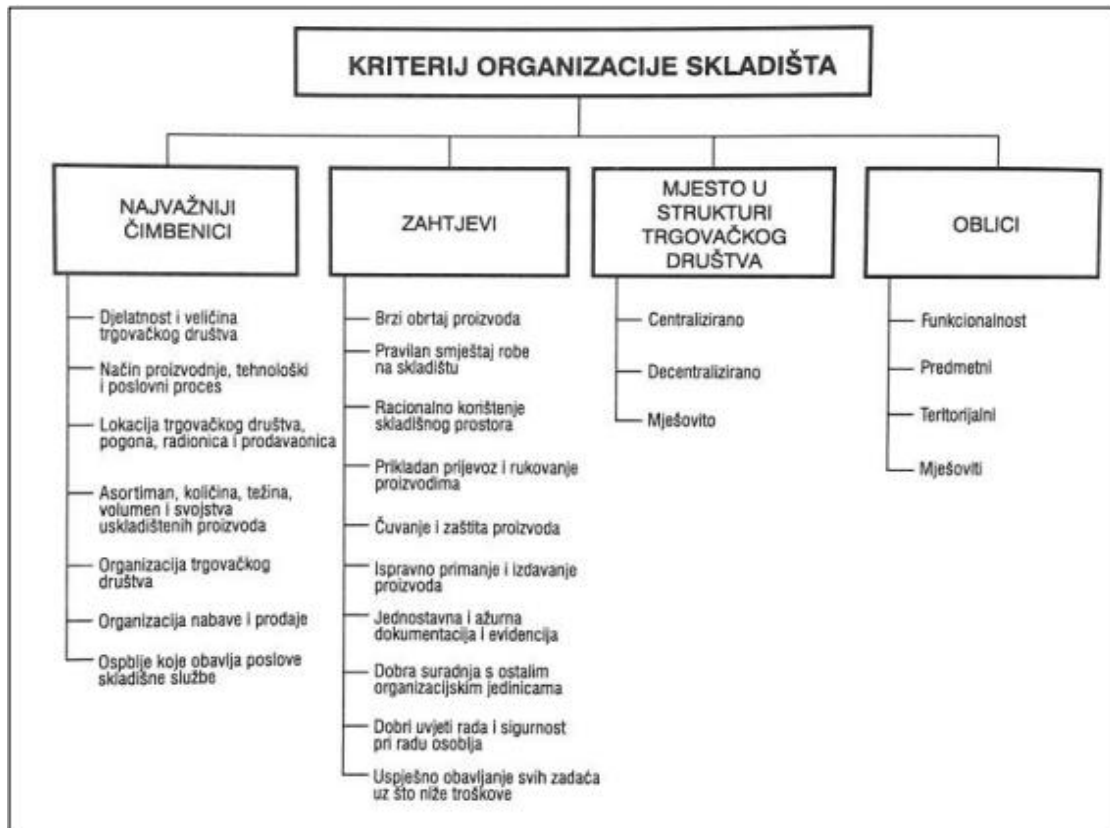 KRITERIJ ORGANIZACIJE SKLADIŠTA
NAJVAŽNIJI
ČIMBENICI
Djelatnost i veličina
trgovačkog društva
Način proizvodnje, tehnološki
i poslovni proces
Lokacija trgovačkog društva,
pogona, radionica i prodavaonica
Asortiman, količina, težina,
volumen i svojstva
uskladištenih proizvoda
Organizacija trgovačkog
društva
Organizacija nabave i prodaje
Ospblje koje obavlja poslove
skladišne službe
ZAHTJEVI
Brzi obrtaj proizvoda
Pravilan smještaj robe
na skladištu
Racionalno korištenje
skladišnog prostora
Prikladan prijevoz i rukovanje
proizvodima
Čuvanje i zaštita proizvoda
Ispravno primanje i izdavanje
proizvoda
Jednostavna i ažurna
dokumentacija i evidencija
Dobra suradnja s ostalim
organizacijskim jedinicama
Dobri uvjeti rada i sigurnost
pri radu osoblja
Uspješno obavljanje svih zadaća
uz što niže troškove
MJESTO U
STRUKTURI
TRGOVAČKOG
DRUŠTVA
Centralizirano
Decentralizirano
Mješovito
OBLICI
Funkcionalnost
Predmetni
Teritorijalni
Mješoviti